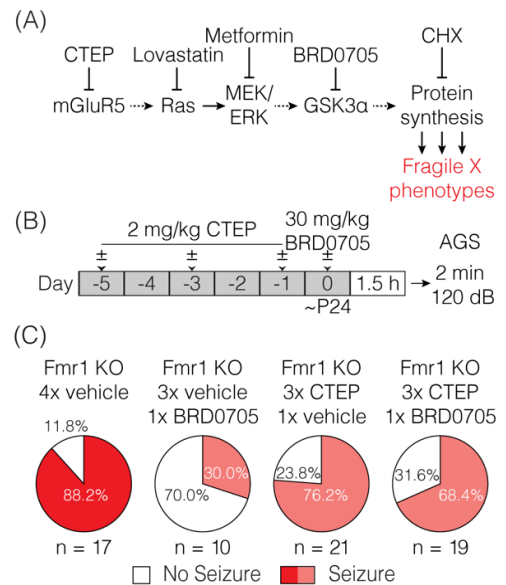 (A)
CTEP
Lovastatin
Metformin
BRD0705
CHX
mGluR5
Ras
MEK/
ERK
GSK3α
Protein
synthesis
Fragile X
phenotypes
(B)
2 mg/kg CTEP
30 mg/kg
BRD0705
AGS
± ± ± ±
Day -5 -4 -3 -2 -1 0 1.5 h
2 min
120 dB
~P24
(C)
Fmr1 KO
4x vehicle
11.8%
88.2%
n = 17
Fmr1 KO
3x vehicle
1x BRD0705
30.0%
70.0%
n = 10
Fmr1 KO
3x CTEP
1x vehicle
23.8%
76.2%
n = 21
Fmr1 KO
3x CTEP
1x BRD0705
31.6%
68.4%
n = 19
No Seizure
Seizure